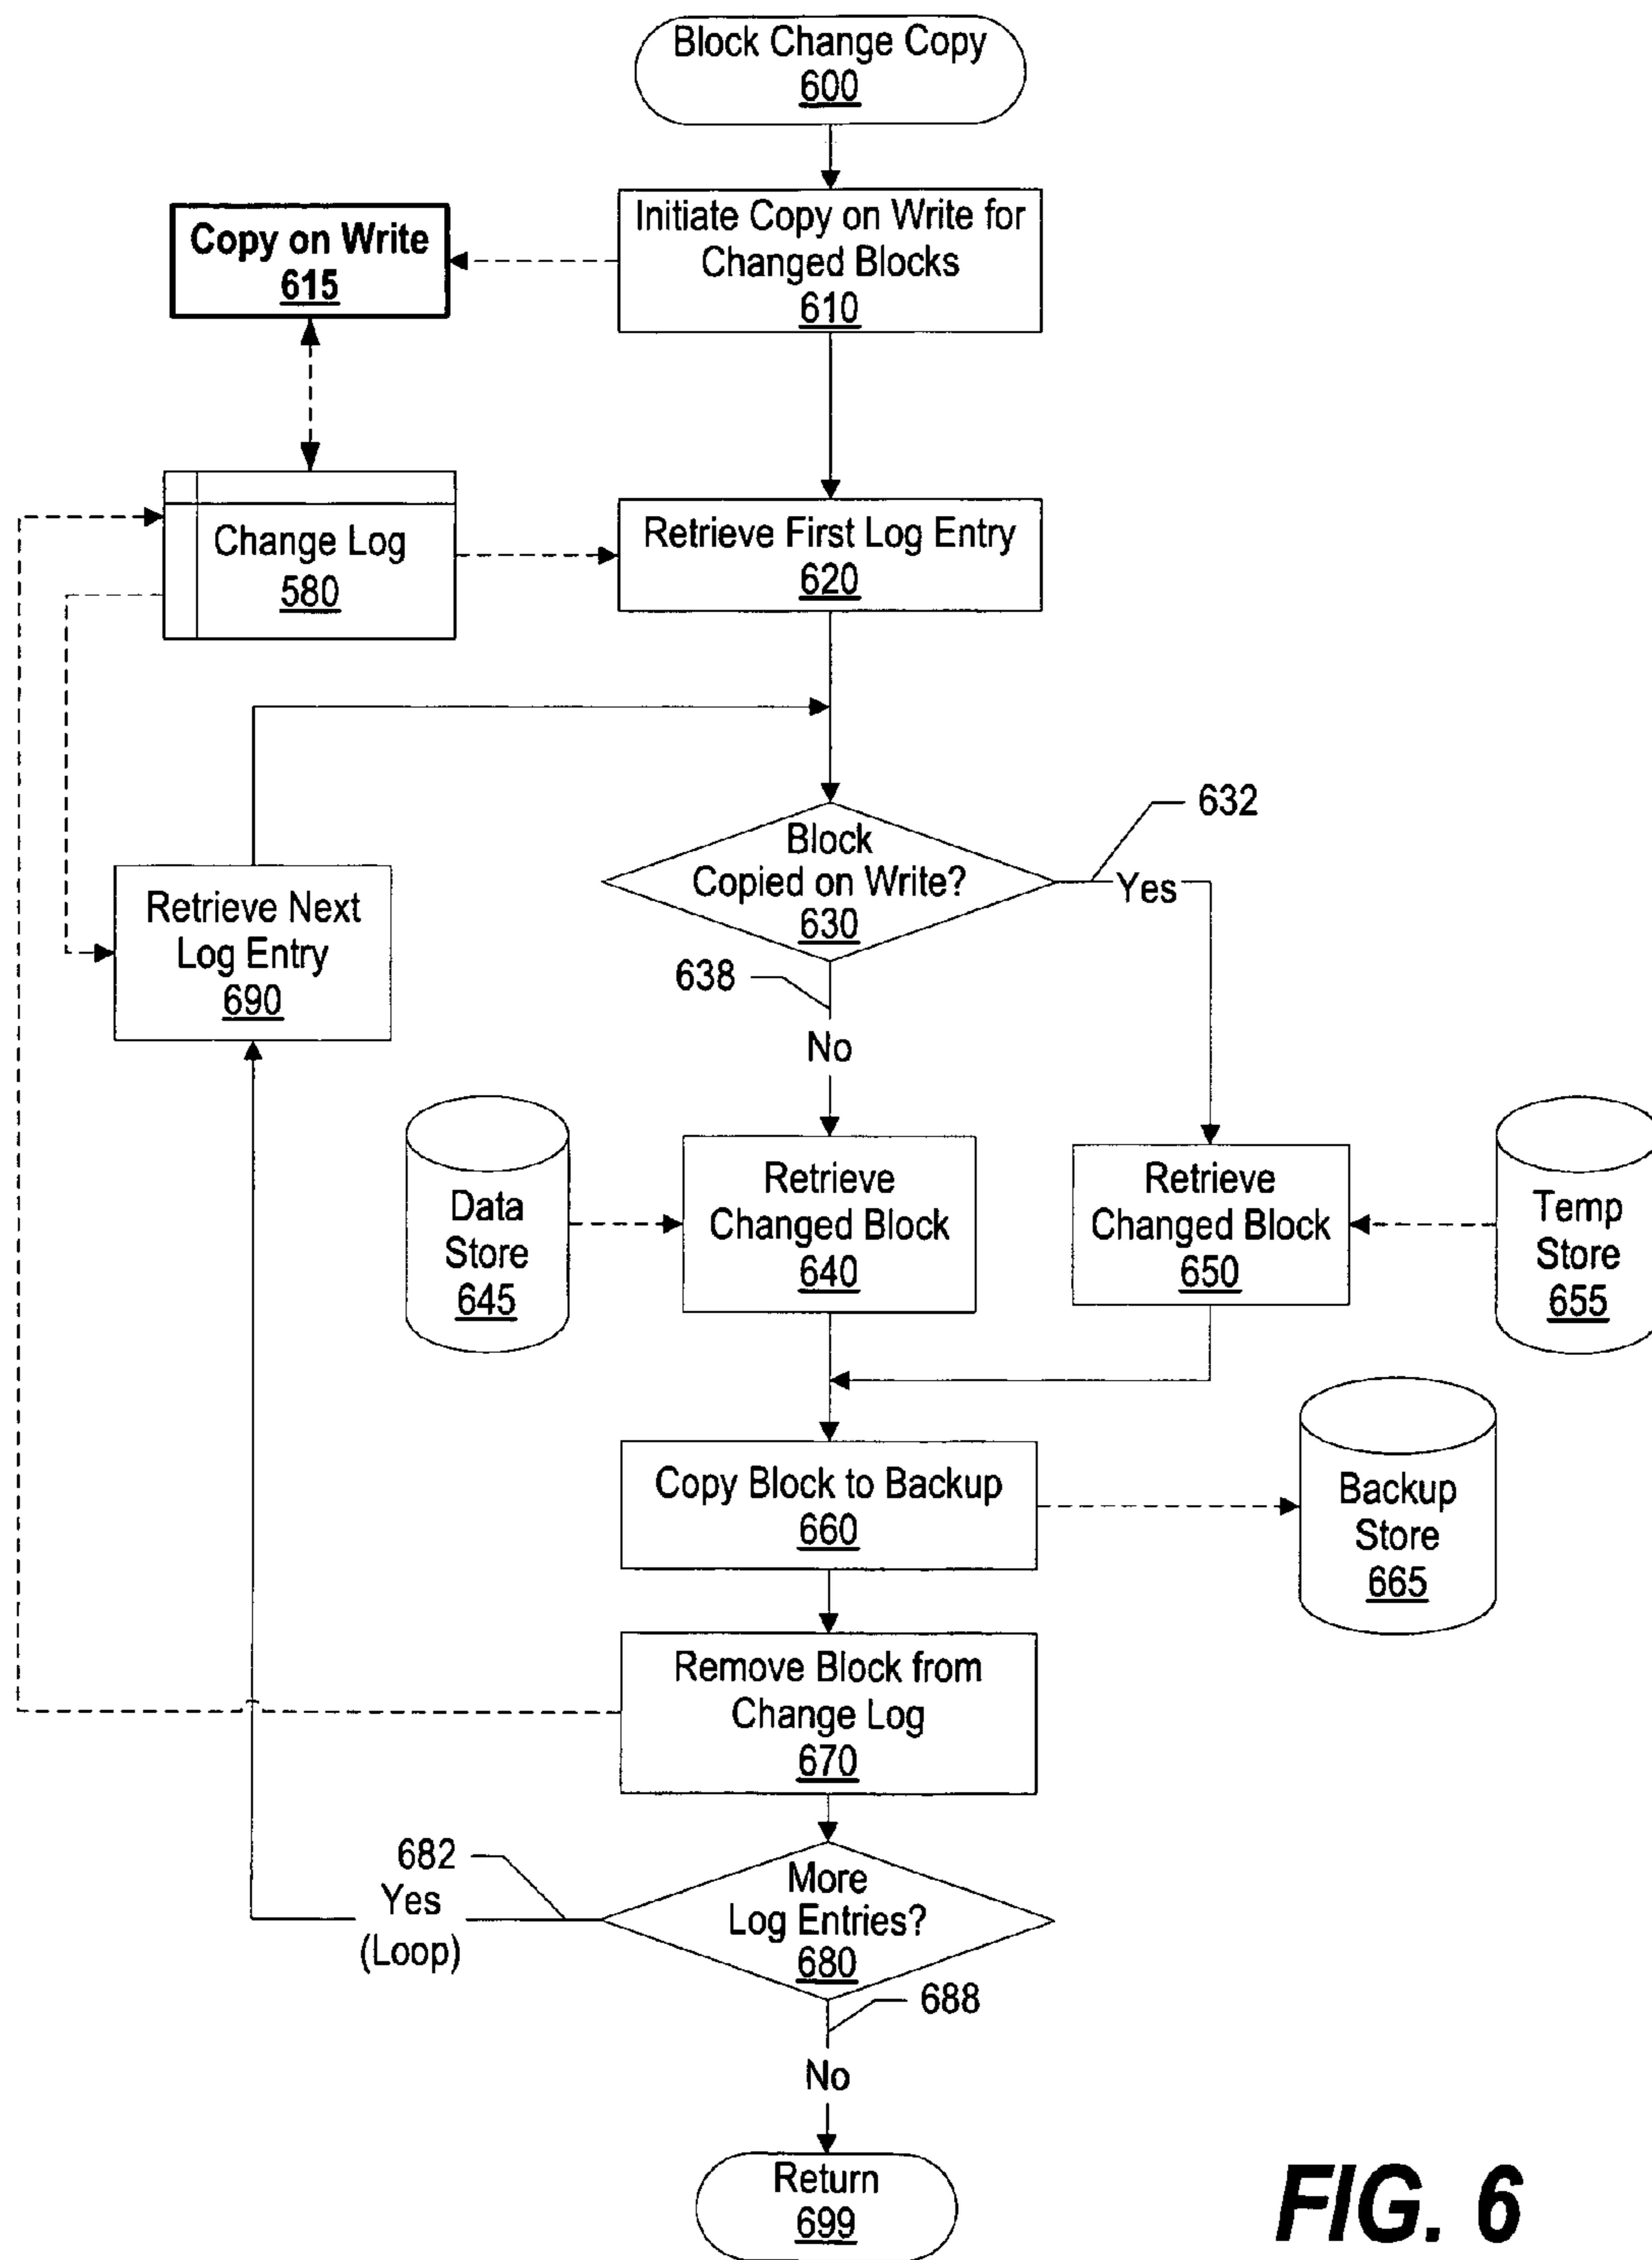 Block Change Copy
600
Initiate Copy on Write for
Changed Blocks
610
Copy on Write
615
Change Log
580
Retrieve First Log Entry
620
632
Block
Copied on Write?
630
Yes
Retrieve Next
Log Entry
690
638
No
Data
Store
645
Retrieve
Changed Block
640
Retrieve
Changed Block
650
Temp
Store
655
Copy Block to Backup
660
Backup
Store
665
Remove Block from
Change Log
670
682
Yes
(Loop)
More
Log Entries?
680
688
No
Return
699
FIG. 6